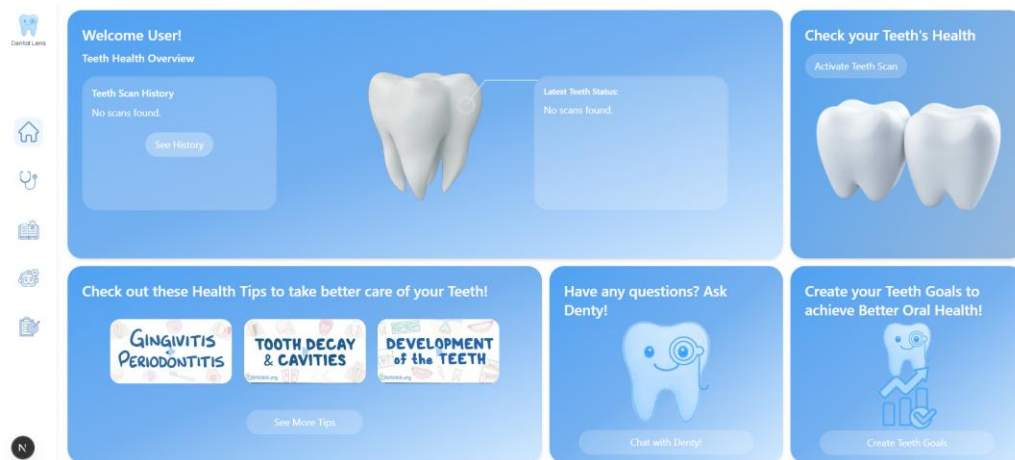 Dental Lens
Welcome User!
Teeth Health Overview
Teeth Scan History
No scans found.
See History
Latest Teeth Status:
No scans found.
Check your Teeth's Health
Activate Teeth Scan
Check out these Health Tips to take better care of your Teeth!
GINGIVITIS
PERIODONTITIS
TOOTH DECAY
& CAVITIES
DEVELOPMENT
of the TEETH
See More Tips
Have any questions? Ask
Denty!
Chat with Denty!
Create your Teeth Goals to
achieve Better Oral Health!
Create Teeth Goals
N